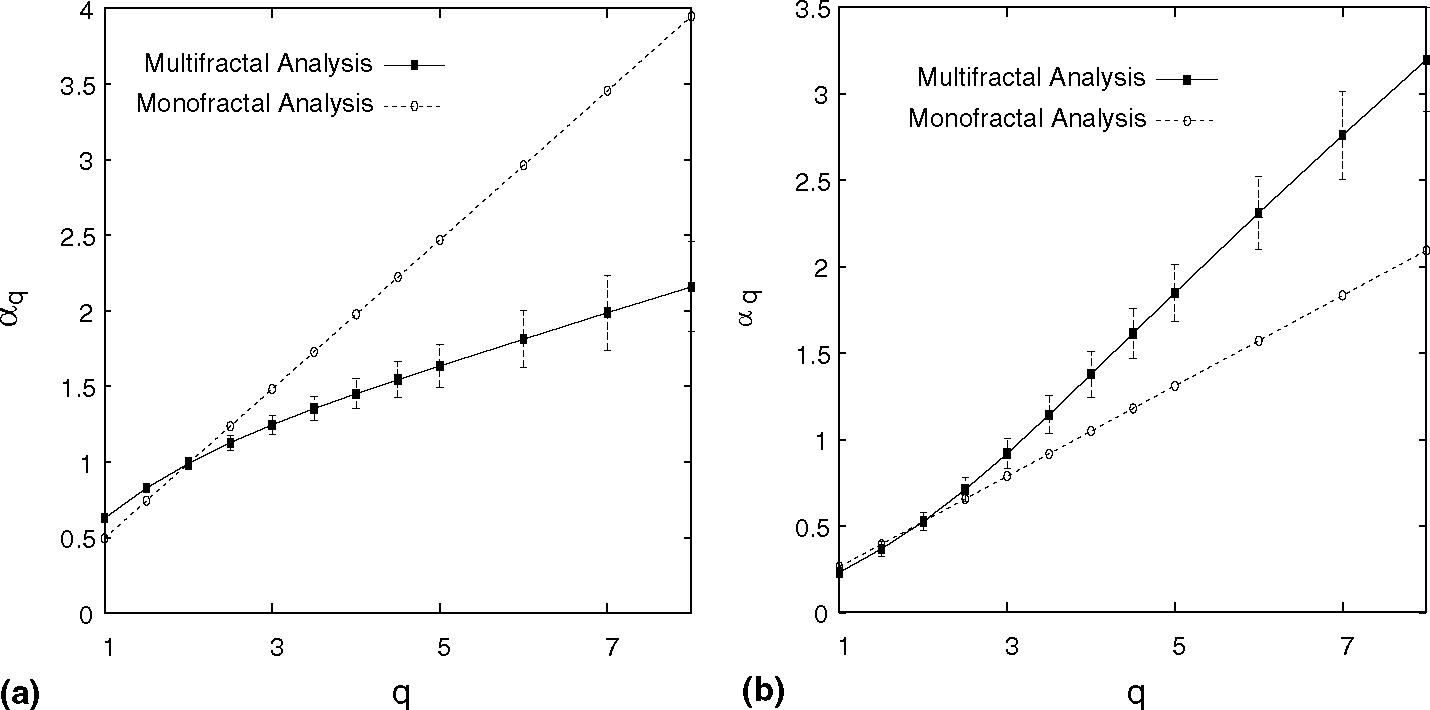 4
3.5
3
2.5
2
1.5
1
0.5
0
Multifractal Analysis
Monofractal Analysis
αq
1 3 5 7
(a) q
3.5
3
2.5
2
1.5
1
0.5
0
Multifractal Analysis
Monofractal Analysis
α q
1 3 5 7
(b) q